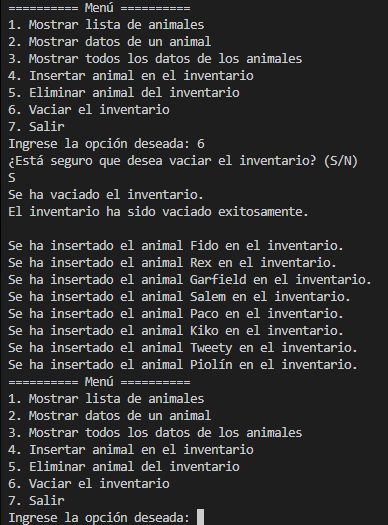 ========== Menú ==========
1. Mostrar lista de animales
2. Mostrar datos de un animal
3. Mostrar todos los datos de los animales
4. Insertar animal en el inventario
5. Eliminar animal del inventario
6. Vaciar el inventario
7. Salir
Ingrese la opción deseada: 6
¿Está seguro que desea vaciar el inventario? (S/N)
S
Se ha vaciado el inventario.
El inventario ha sido vaciado exitosamente.

Se ha insertado el animal Fido en el inventario.
Se ha insertado el animal Rex en el inventario.
Se ha insertado el animal Garfield en el inventario.
Se ha insertado el animal Salem en el inventario.
Se ha insertado el animal Paco en el inventario.
Se ha insertado el animal Kiko en el inventario.
Se ha insertado el animal Tweety en el inventario.
Se ha insertado el animal Piolín en el inventario.
========== Menú ==========
1. Mostrar lista de animales
2. Mostrar datos de un animal
3. Mostrar todos los datos de los animales
4. Insertar animal en el inventario
5. Eliminar animal del inventario
6. Vaciar el inventario
7. Salir
Ingrese la opción deseada: